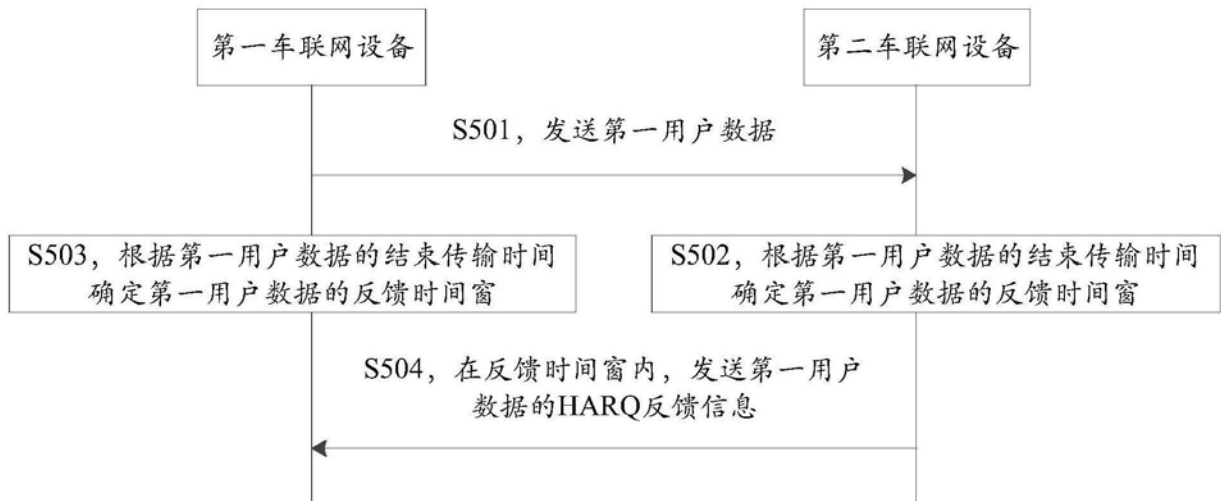 第一车联网设备
第二车联网设备
S501，发送第一用户数据
S503，根据第一用户数据的结束传输时间
确定第一用户数据的反馈时间窗
S502，根据第一用户数据的结束传输时间
确定第一用户数据的反馈时间窗
S504，在反馈时间窗内，发送第一用户
数据的HARQ反馈信息